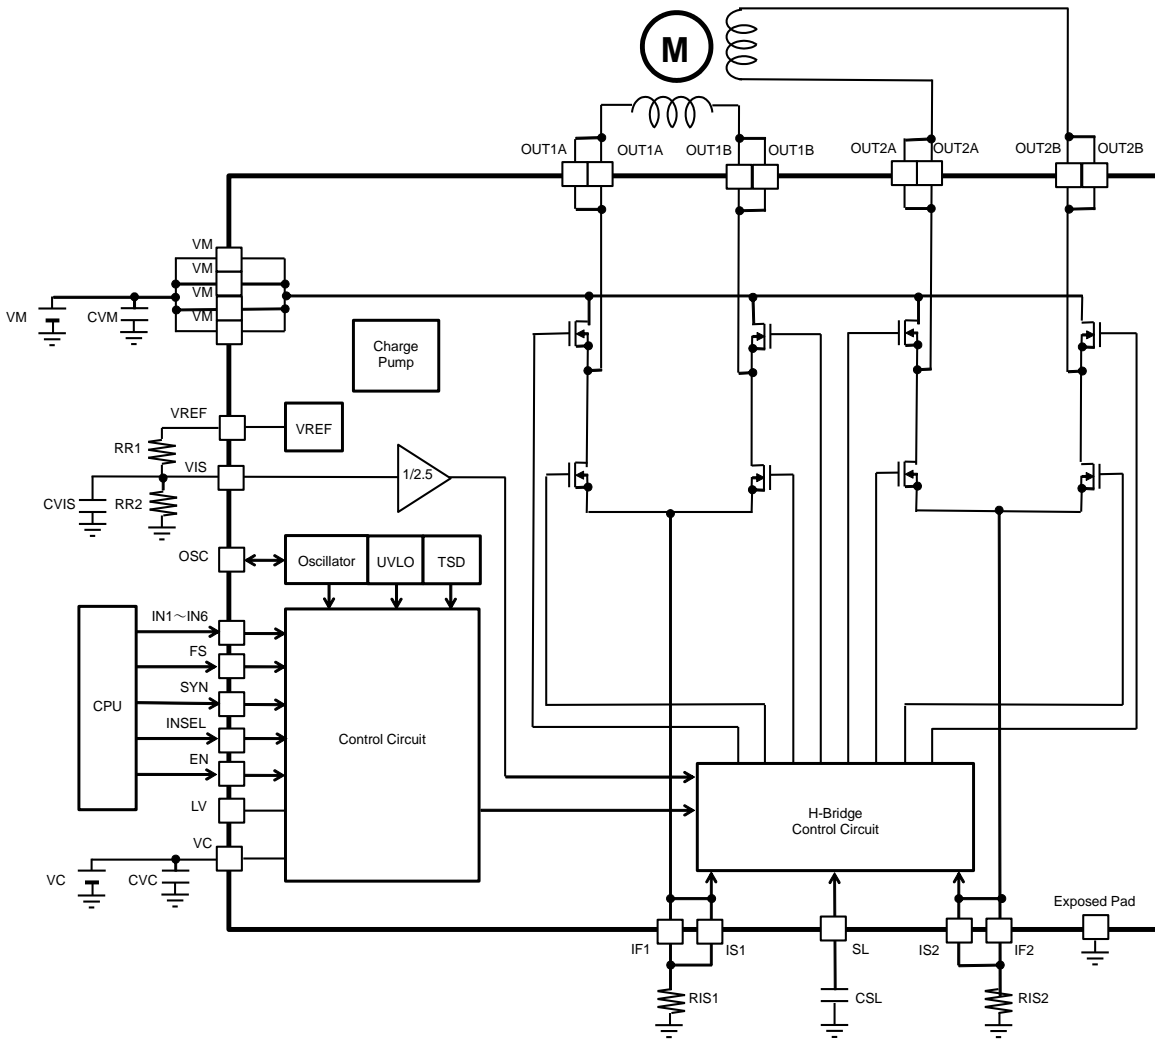 M
OUT1A
OUT1A
OUT1B
OUT1B
OUT2A
OUT2A
OUT2B
OUT2B
VM
VM
VM
VM
VM
CVM
Charge
Pump
VREF
VREF
RR1
VIS
1/2.5
CVIS
RR2
OSC
Oscillator
UVLO
TSD
IN1～IN6
FS
SYN
CPU
INSEL
Control Circuit
EN
LV
H-Bridge
Control Circuit
VC
VC
CVC
Exposed Pad
IF1
IS1
SL
IS2
IF2
RIS1
CSL
RIS2